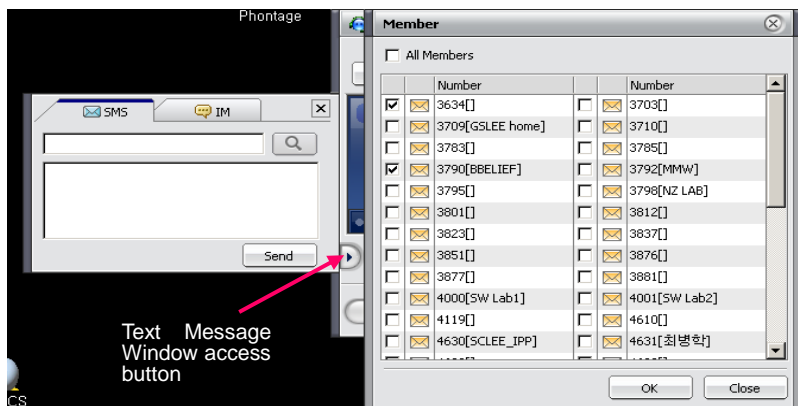 Phontage
SMS
IM
Send
Text Message
Window access
button
CS
Member
All Members
Number Number
3634[] 3703[]
3709[GSLEE home] 3710[]
3783[] 3785[]
3790[BBELIEF] 3792[MMW]
3795[] 3798[NZ LAB]
3801[] 3812[]
3823[] 3837[]
3851[] 3876[]
3877[] 3881[]
4000[SW Lab1] 4001[SW Lab2]
4119[] 4610[]
4630[SCLEE_IPP] 4631[최병학]
OK Close